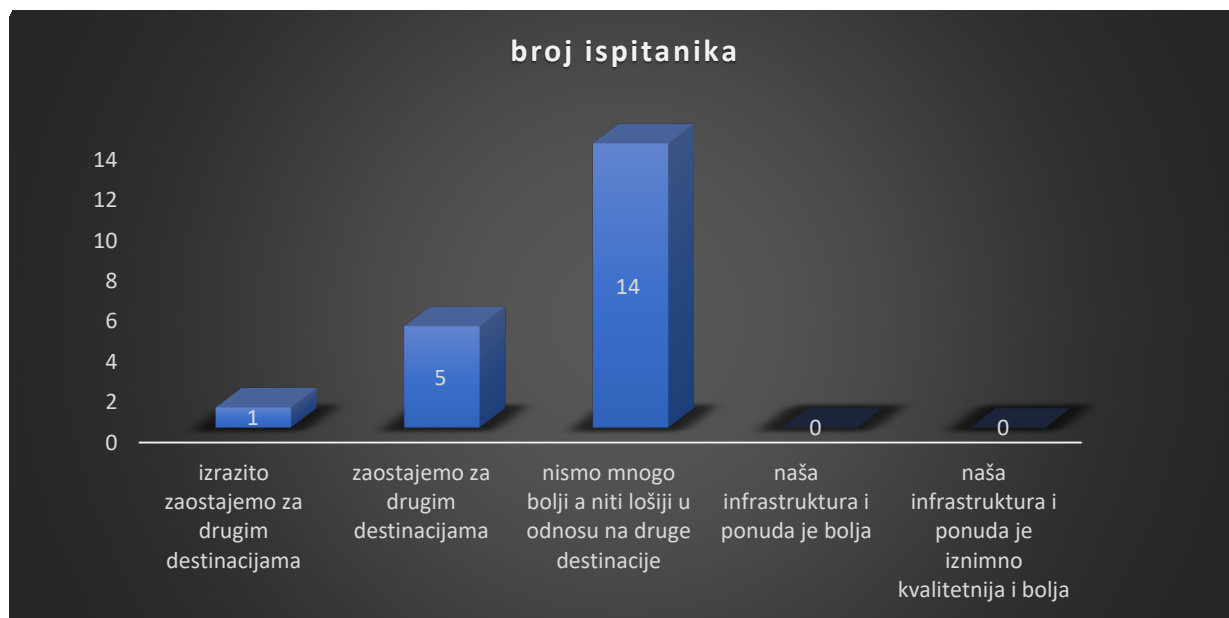 broj ispitanika
14
12
10
8
6
4
2
0
1
5
14
0
0
izrazito
zaostajemo za
drugim
destinacijama
zaostajemo za
drugim
destinacijama
nismo mnogo
bolji a niti lošiji u
odnosu na druge
destinacije
naša
infrastruktura i
ponuda je bolja
naša
infrastruktura i
ponuda je
iznimno
kvalitetnija i bolja